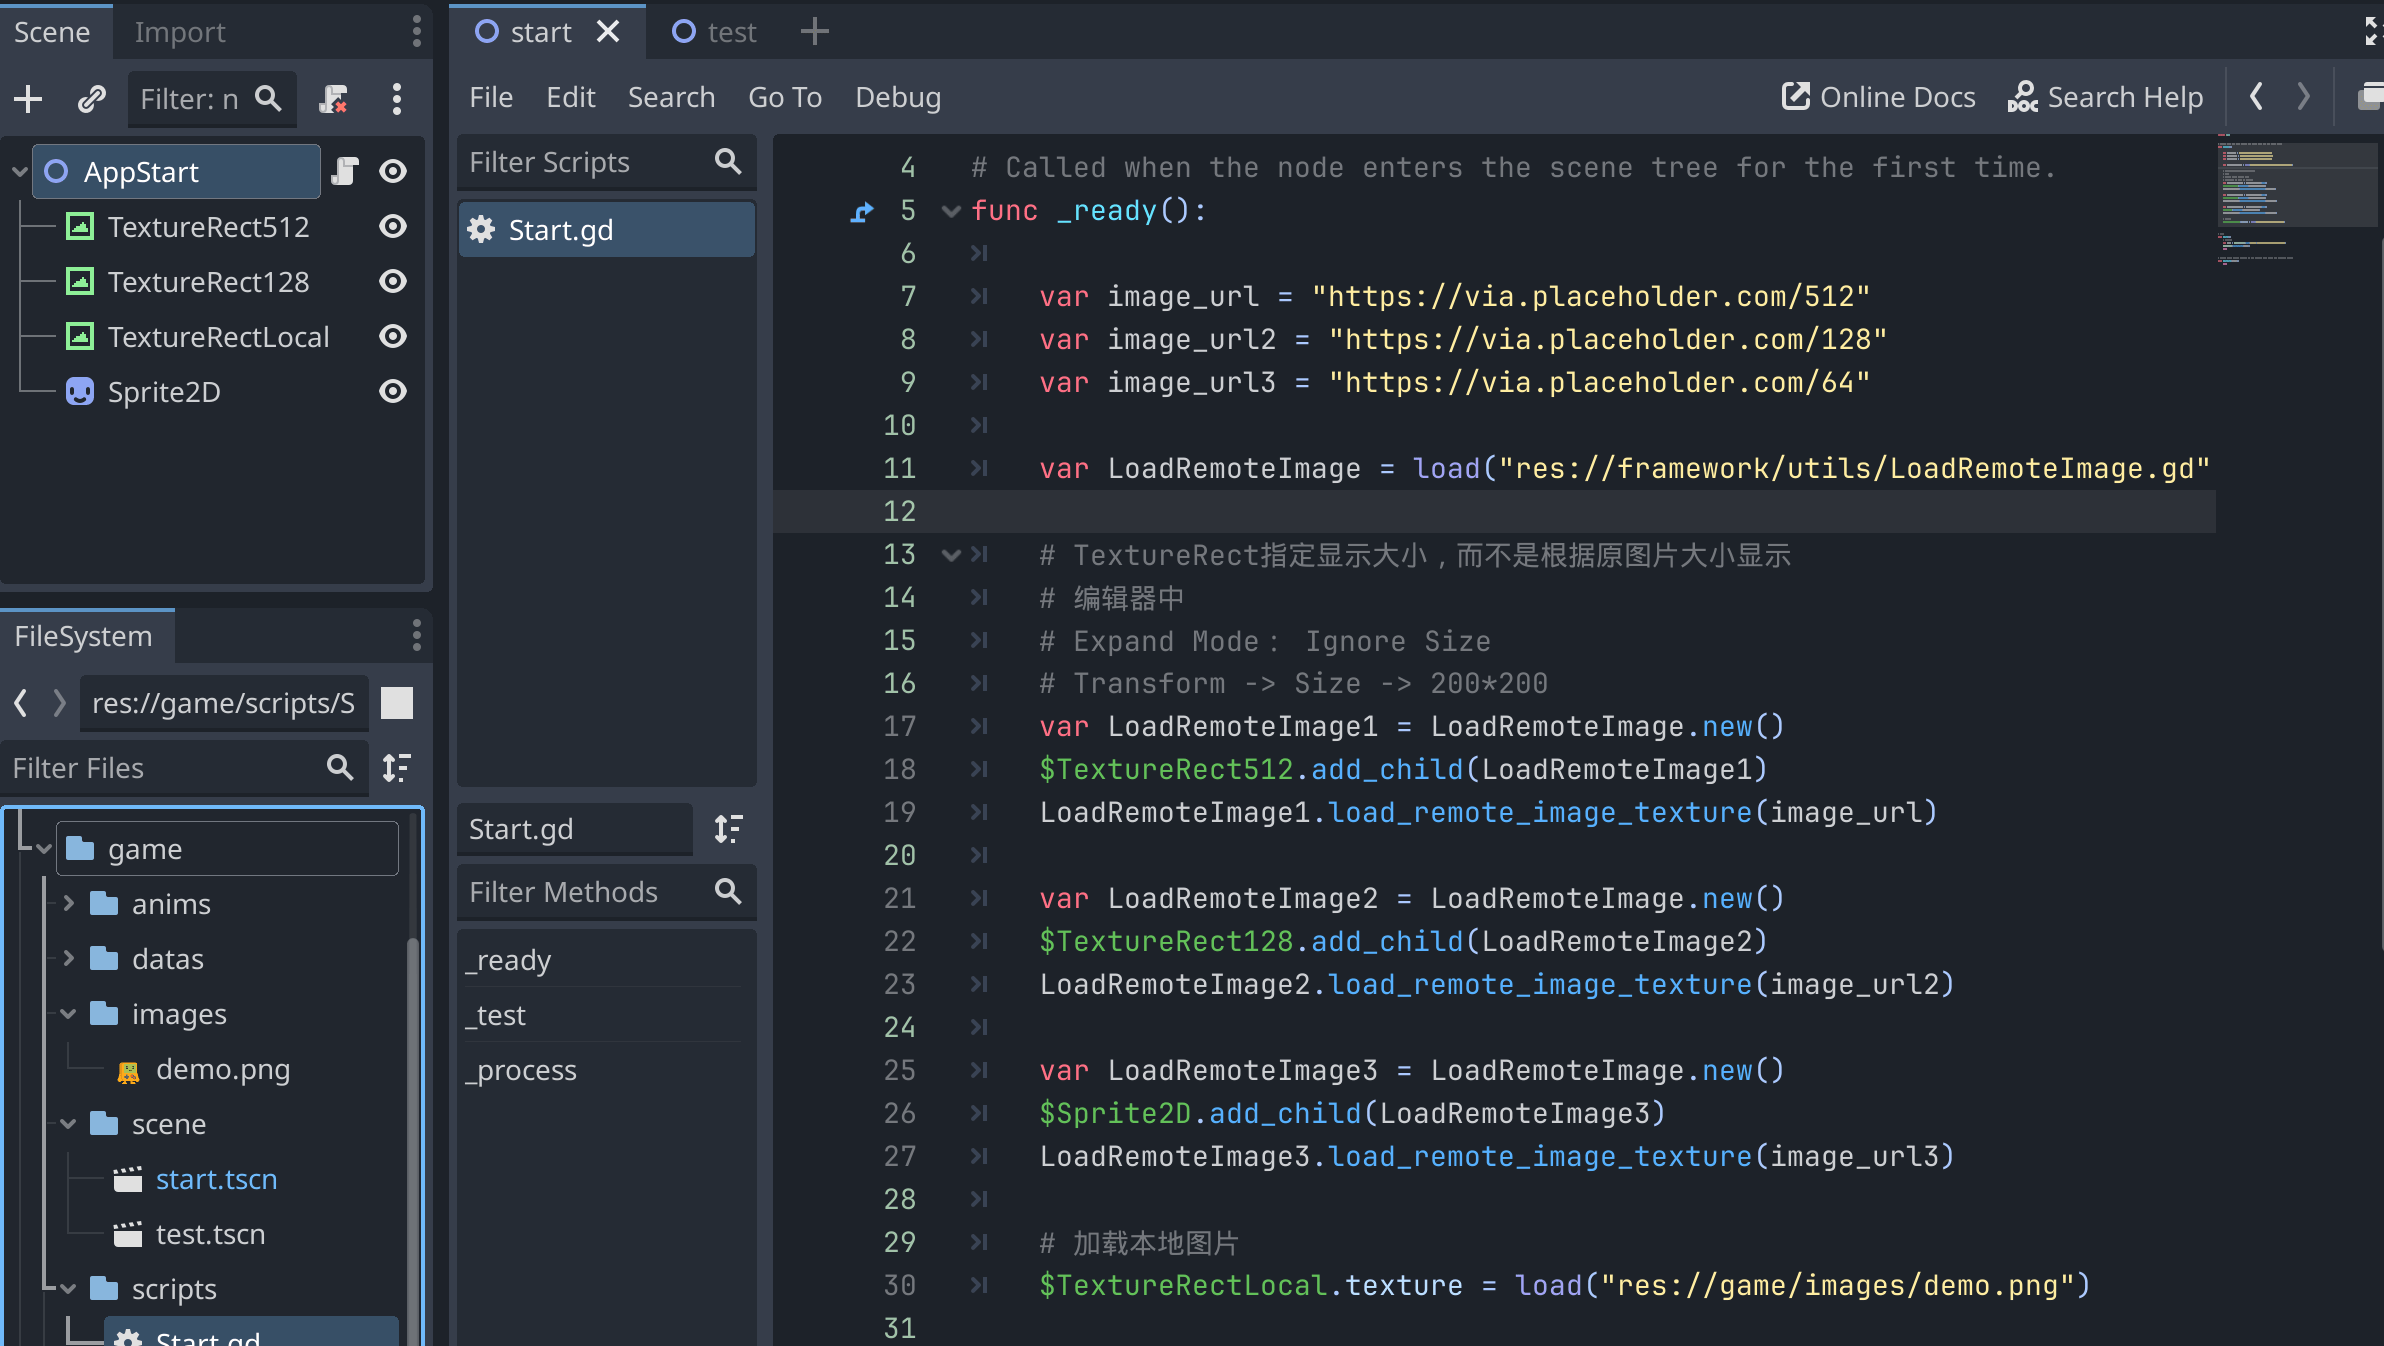 Scene
Import
Filter: n
AppStart
TextureRect512
TextureRect128
TextureRectLocal
Sprite2D
FileSystem
res://game/scripts/S
Filter Files
game
anims
datas
images
demo.png
scene
start.tscn
test.tscn
scripts
Start.gd
start
test
File Edit Search Go To Debug
Online Docs
DOC Search Help
Filter Scripts
Start.gd
Start.gd
Filter Methods
_ready
_test
_process
4 # Called when the node enters the scene tree for the first time.
5 func _ready():
6
7 var image_url = "https://via.placeholder.com/512"
8 var image_url2 = "https://via.placeholder.com/128"
9 var image_url3 = "https://via.placeholder.com/64"
10
11 var LoadRemoteImage = load("res://framework/utils/LoadRemoteImage.gd"
12
13 # TextureRect指定显示大小，而不是根据原图片大小显示
14 # 编辑器中
15 # Expand Mode： Ignore Size
16 # Transform -> Size -> 200*200
17 var LoadRemoteImage1 = LoadRemoteImage.new()
18 $TextureRect512.add_child(LoadRemoteImage1)
19 LoadRemoteImage1.load_remote_image_texture(image_url)
20
21 var LoadRemoteImage2 = LoadRemoteImage.new()
22 $TextureRect128.add_child(LoadRemoteImage2)
23 LoadRemoteImage2.load_remote_image_texture(image_url2)
24
25 var LoadRemoteImage3 = LoadRemoteImage.new()
26 $Sprite2D.add_child(LoadRemoteImage3)
27 LoadRemoteImage3.load_remote_image_texture(image_url3)
28
29 # 加载本地图片
30 $TextureRectLocal.texture = load("res://game/images/demo.png")
31